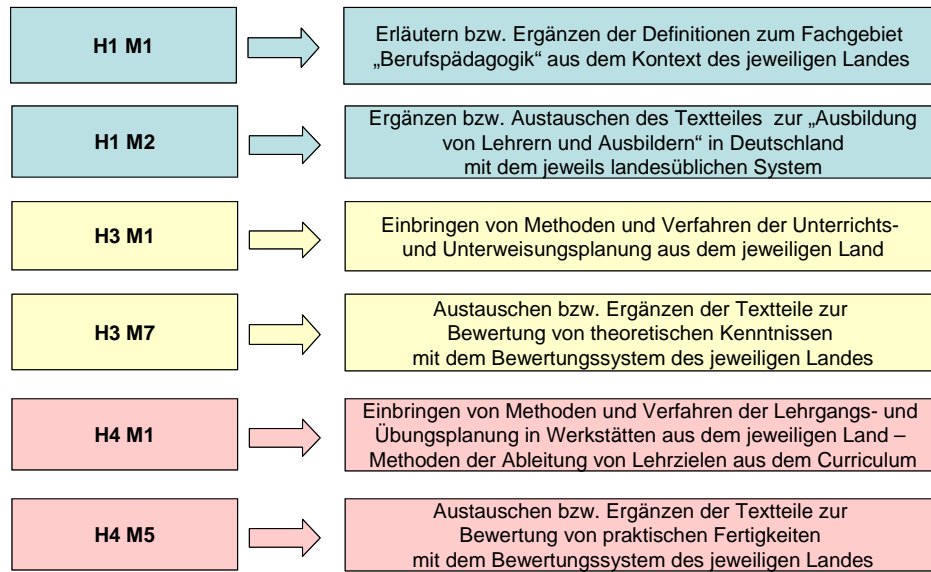 H1 M1
Erläutern bzw. Ergänzen der Definitionen zum Fachgebiet
„Berufspädagogik“ aus dem Kontext des jeweiligen Landes
H1 M2
Ergänzen bzw. Austauschen des Textteiles zur „Ausbildung
von Lehrern und Ausbildern“ in Deutschland
mit dem jeweils landesüblichen System
H3 M1
Einbringen von Methoden und Verfahren der Unterrichts-
und Unterweisungsplanung aus dem jeweiligen Land
H3 M7
Austauschen bzw. Ergänzen der Textteile zur
Bewertung von theoretischen Kenntnissen
mit dem Bewertungssystem des jeweiligen Landes
H4 M1
Einbringen von Methoden und Verfahren der Lehrgangs- und
Übungsplanung in Werkstätten aus dem jeweiligen Land –
Methoden der Ableitung von Lehrzielen aus dem Curriculum
H4 M5
Austauschen bzw. Ergänzen der Textteile zur
Bewertung von praktischen Fertigkeiten
mit dem Bewertungssystem des jeweiligen Landes